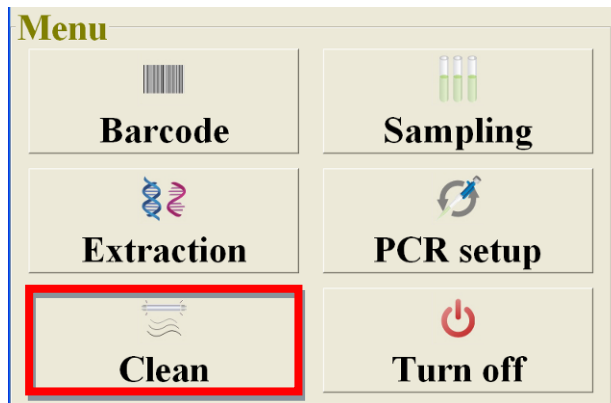 Menu
Barcode
Sampling
Extraction
PCR setup
Clean
Turn off